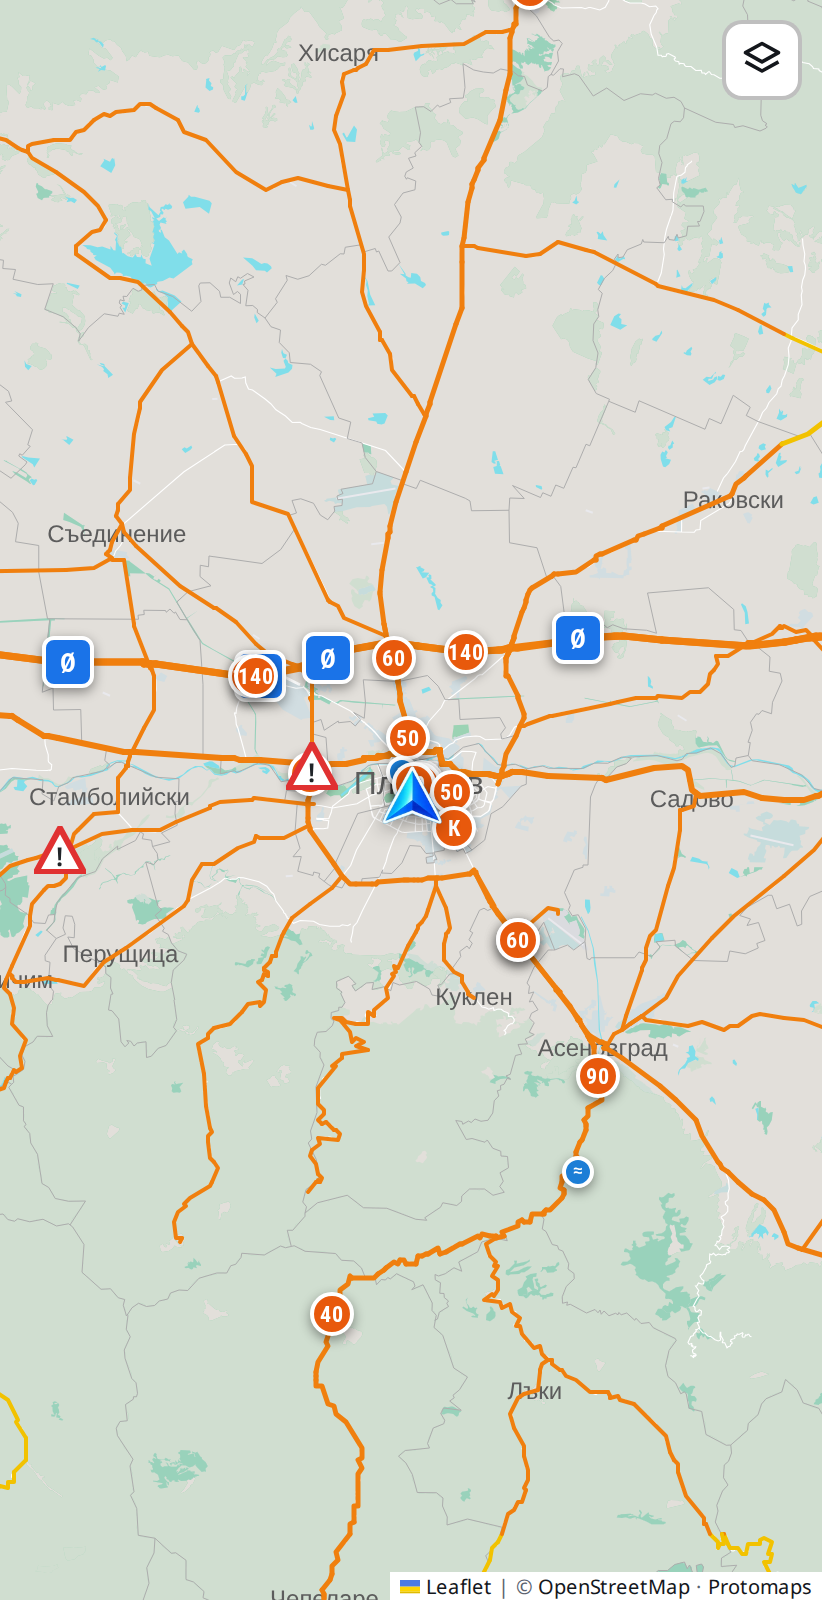 Хисаря
Раковски
Съединение
Ø
Ø
Ø
140
60
140
50
!
Стамболийски
Садово
50
K
!
60
Перущица
Куклен
Асеновград
90
≈
40
Лъки
Чепеларе
Leaflet | © OpenStreetMap · Protomaps